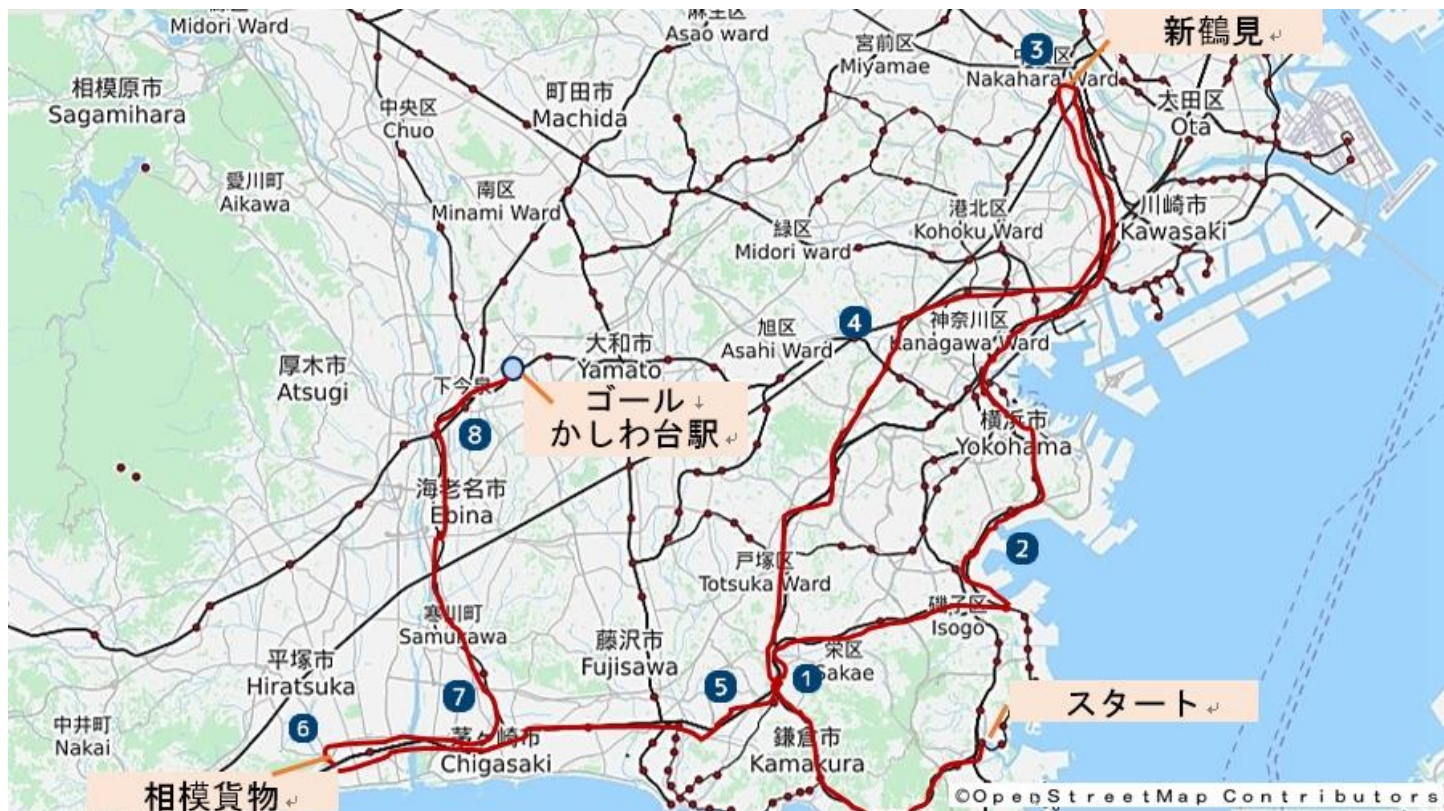 Midori Ward
麻生区
Asao ward
宮前区
Miyamae
3
Nakahara Ward
新鶴見
相模原市
Sagamihara
中央区
Chuo
町田市
Machida
太田区
Ota
愛川町
Aikawa
南区
Minami Ward
緑区
Midori ward
港北区
Kohoku Ward
川崎市
Kawasaki
厚木市
Atsugi
大和市
Yamato
旭区
Asahi Ward
4
神奈川区
Kanagawa Ward
下今泉
ゴール
かしわ台駅
8
横浜市
Yokohama
海老名市
Ebina
戸塚区
Totsuka Ward
2
寒川町
Samukawa
藤沢市
Fujisawa
磯子区
Isogo
栄区
Sakae
平塚市
Hiratsuka
7
5
1
スタート
中井町
Nakai
6
茅ヶ崎市
Chigasaki
鎌倉市
Kamakura
相模貨物
©OpenStreetMap Contributors